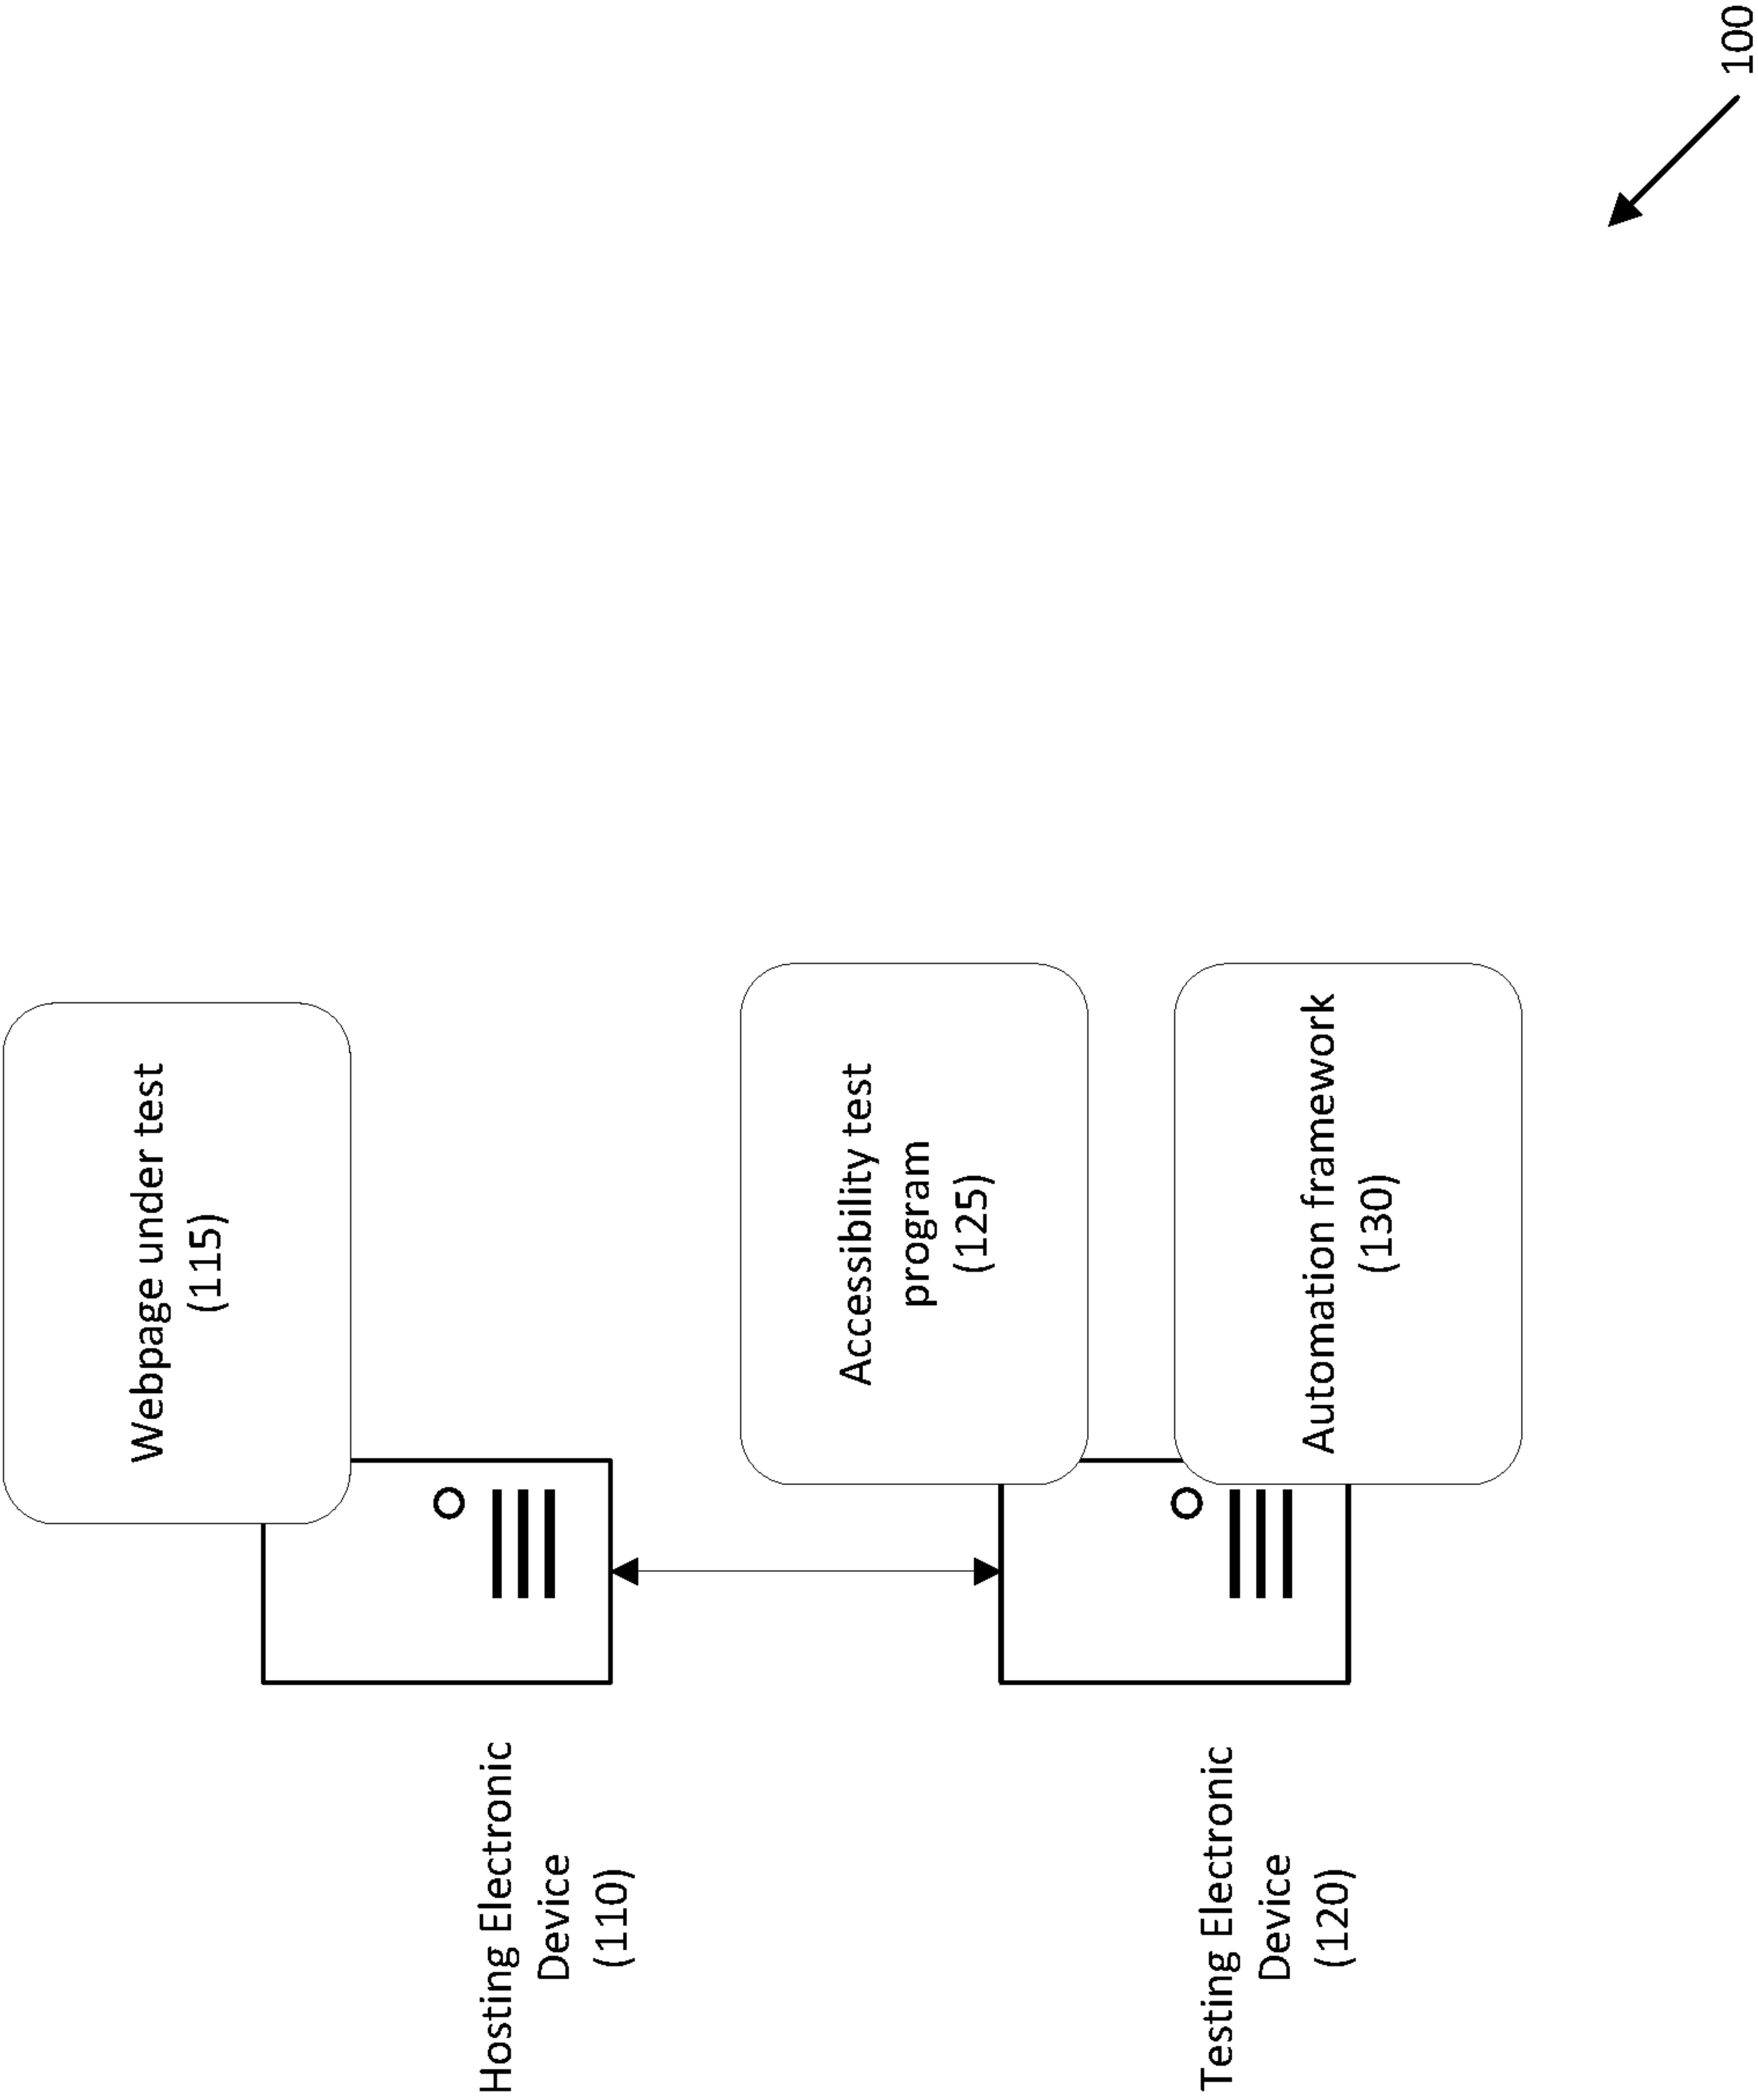 Webpage under test
(115)
Hosting Electronic
Device
(110)
Accessibility test
program
(125)
Automation framework
(130)
Testing Electronic
Device
(120)
100